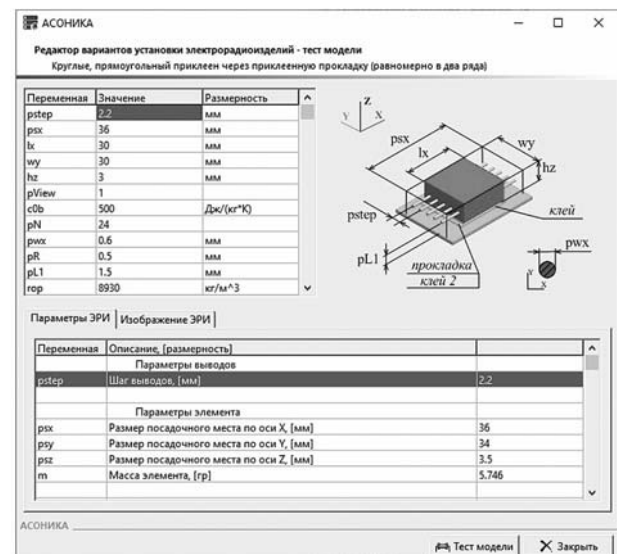 АСОНИКА
Редактор вариантов установки электрорадиоизделий - тест модели
Круглые, прямоугольный приклеен через приклеенную прокладку (равномерно в два ряда)
Переменная Значение Размерность
pstep 2.2 мм
psx 36 мм
lx 30 мм
wy 30 мм
hz 3 мм
pView 1
c0b 500 Дж/(кг*К)
pN 24
pwx 0.6 мм
pR 0.5 мм
pL1 1.5 мм
rop 8930 кг/м^3
Z
Y X
psx
wy
lx
hz
pstep
клей
pL1
прокладка
клей 2
pwx
Y
X
Параметры ЭРИ Изображение ЭРИ
Переменная Описание, [размерность]
Параметры выводов
pstep Шаг выводов, [мм] 2.2
Параметры элемента
psx Размер посадочного места по оси X, [мм] 36
psy Размер посадочного места по оси Y, [мм] 34
psz Размер посадочного места по оси Z, [мм] 3.5
m Масса элемента, [гр] 5.746
АСОНИКА
Тест модели Закрыть